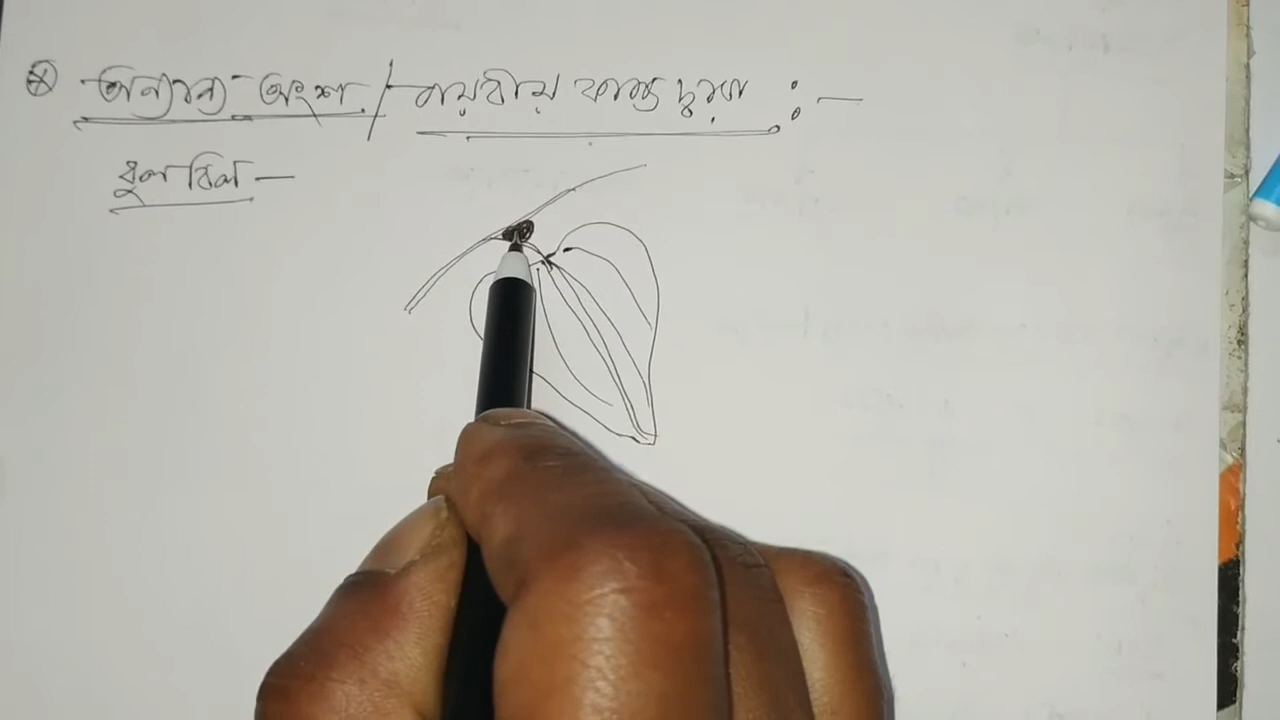 অন্যান্য অংশ / বায়বীয় কান্ড দ্বারা :-
বুলবিল -